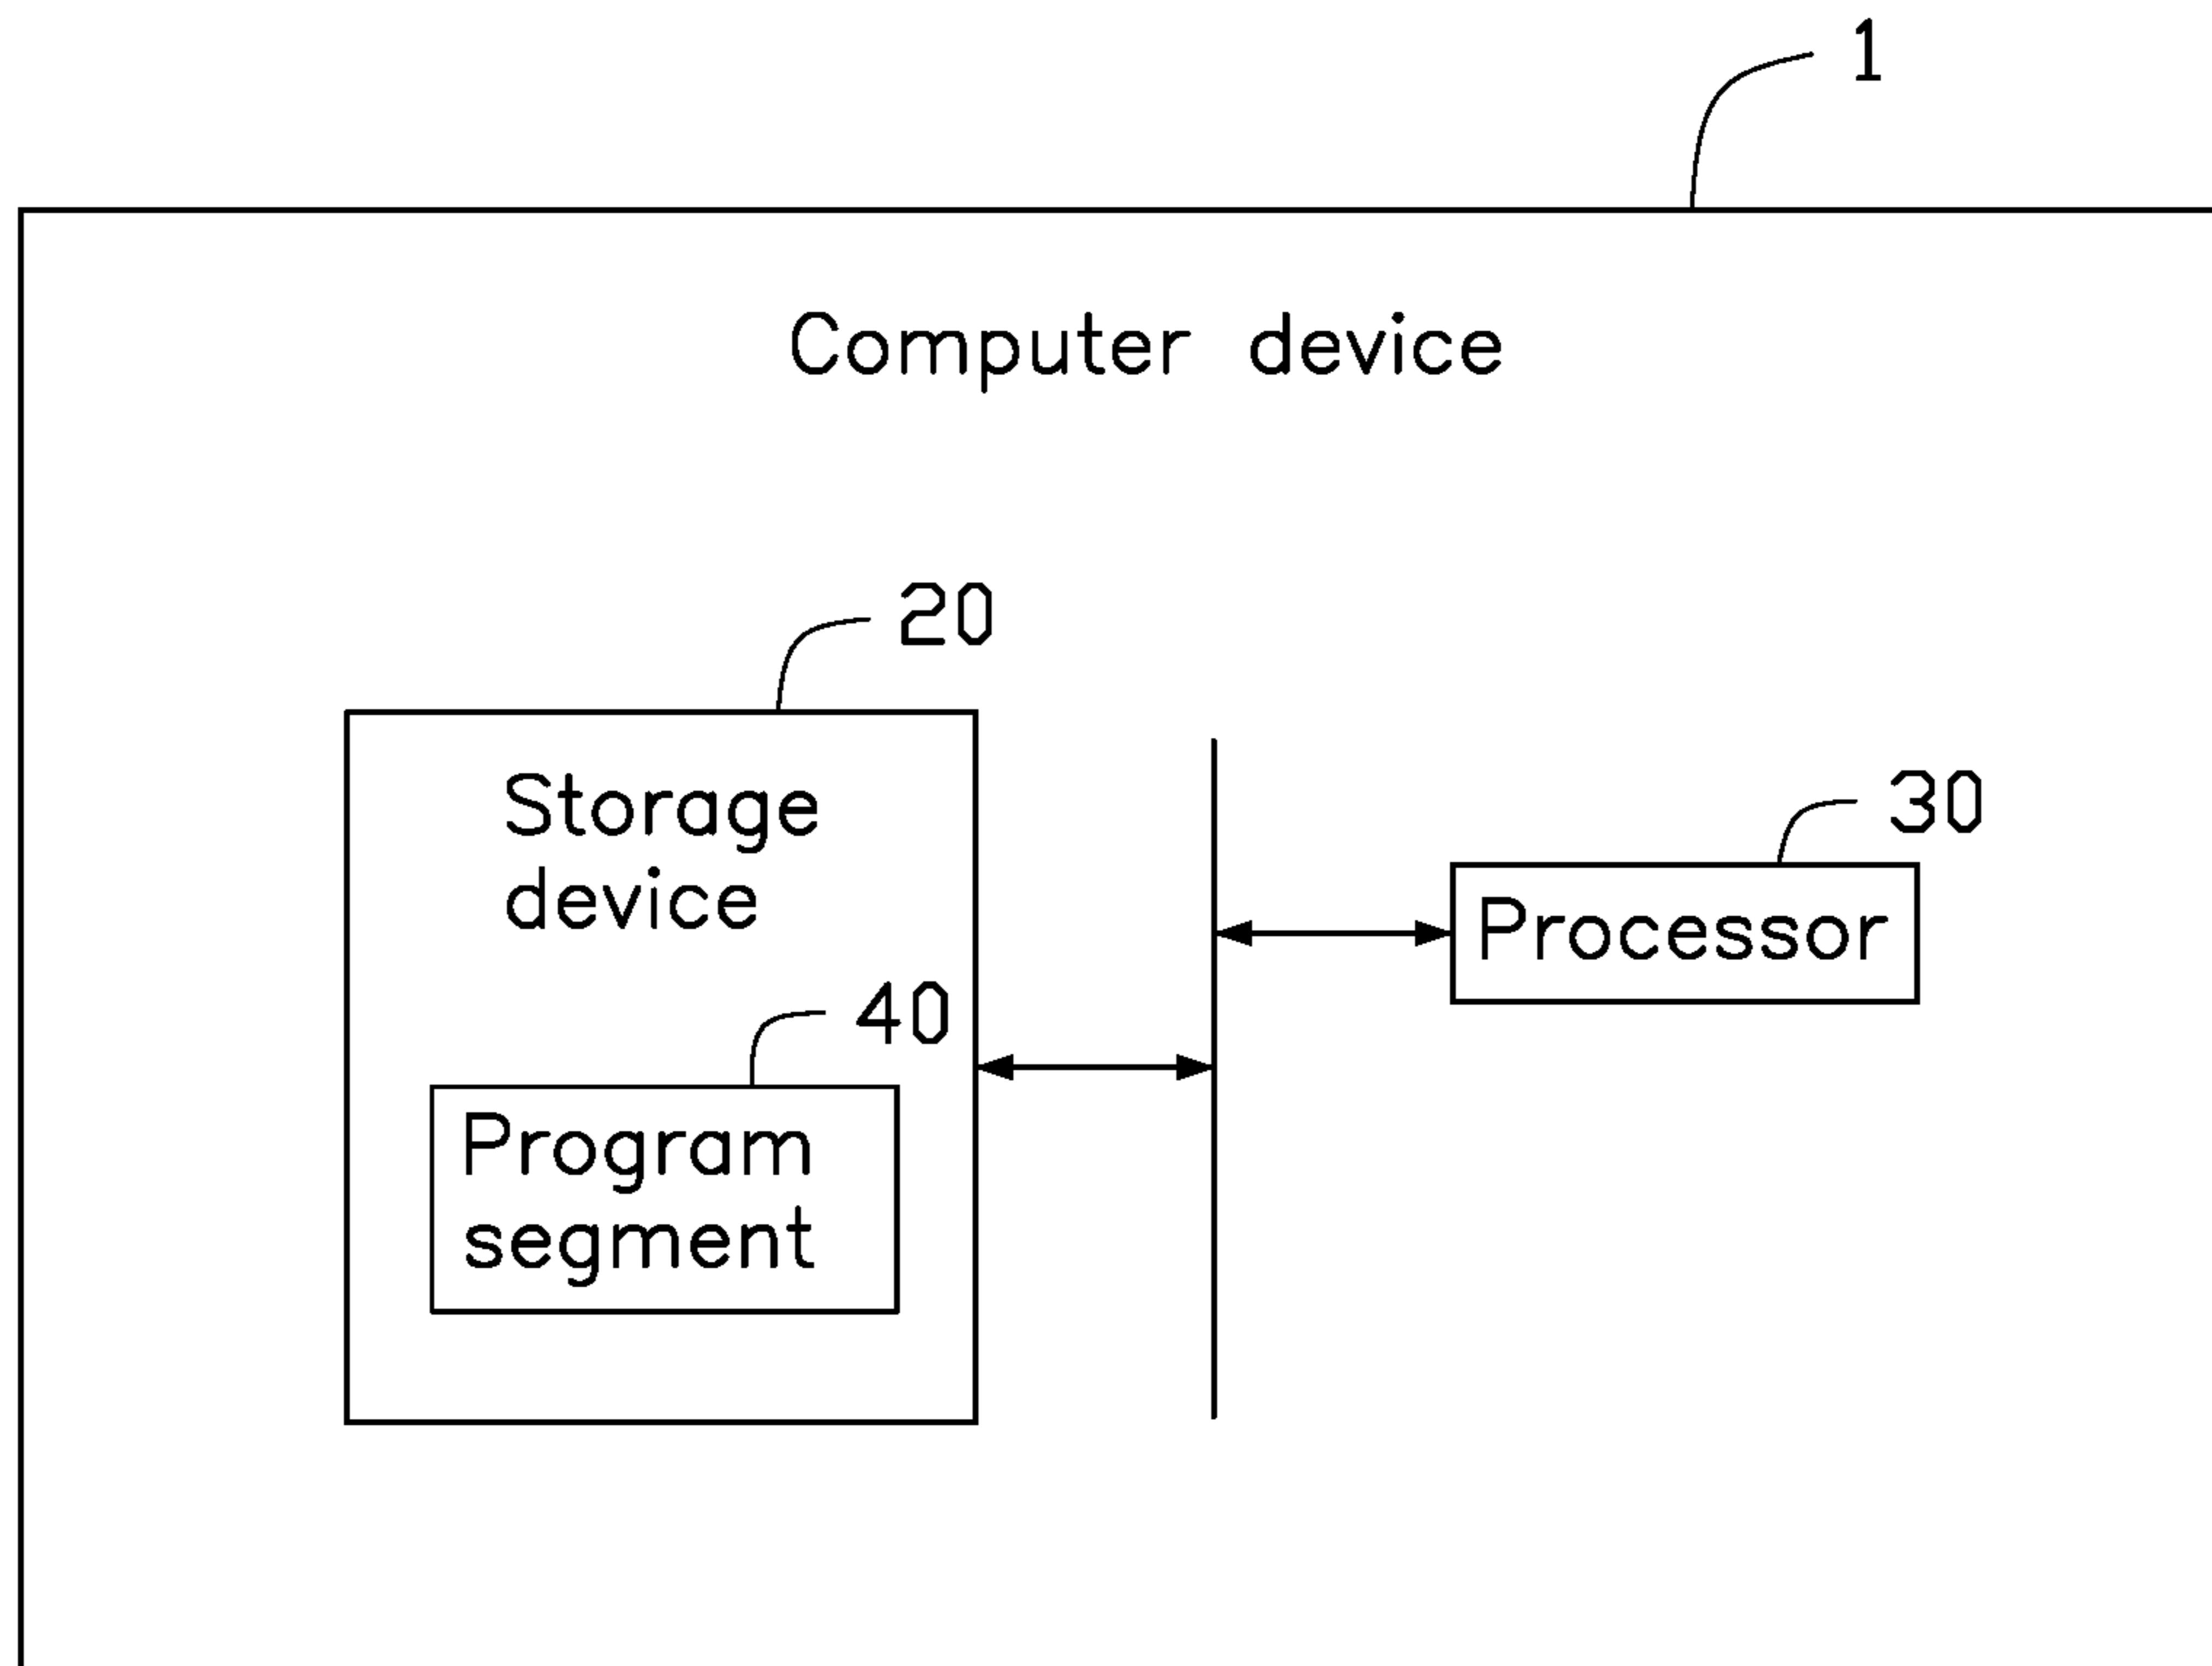 1
Computer device
20
Storage
device
30
Processor
40
Program
segment